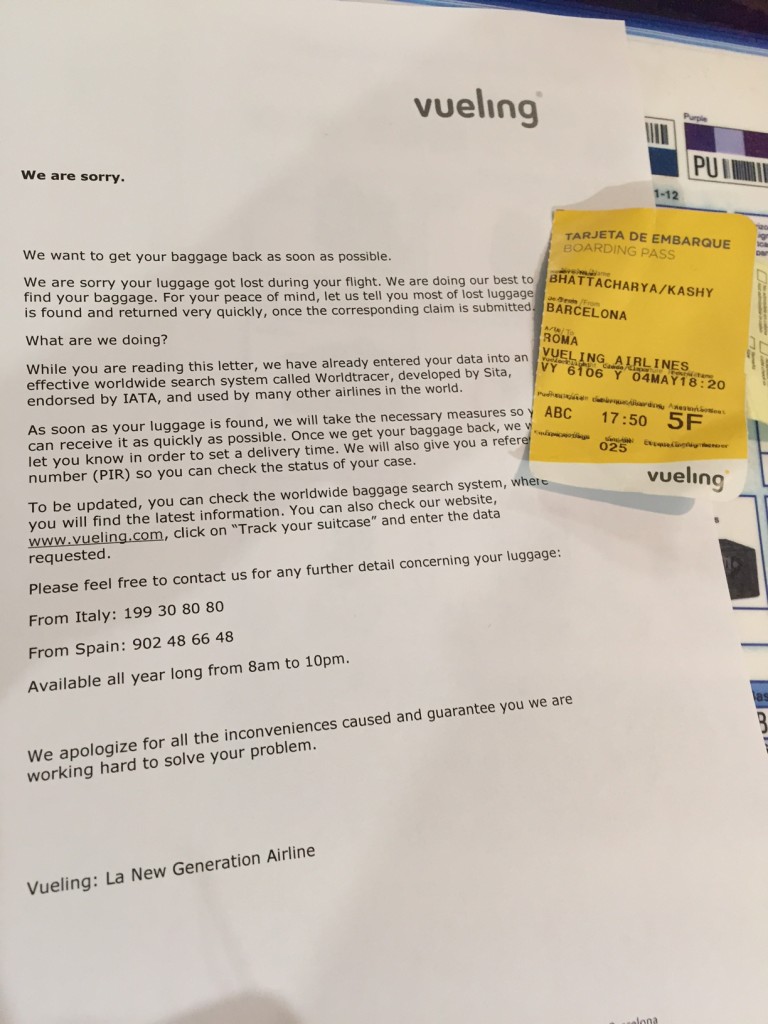 vueling
We are sorry.
We want to get your baggage back as soon as possible.
We are sorry your luggage got lost during your flight. We are doing our best to
find your baggage. For your peace of mind, let us tell you most of lost luggage
is found and returned very quickly, once the corresponding claim is submitted.
What are we doing?
While you are reading this letter, we have already entered your data into an
effective worldwide search system called Worldtracer, developed by Sita,
endorsed by IATA, and used by many other airlines in the world.
As soon as your luggage is found, we will take the necessary measures so
can receive it as quickly as possible. Once we get your baggage back, we
let you know in order to set a delivery time. We will also give you a
number (PIR) so you can check the status of your case.
To be updated, you can check the worldwide baggage search system, where
you will find the latest information. You can also check our website,
www.vueling.com, click on "Track your suitcase" and enter the data
requested.
Please feel free to contact us for any further detail concerning your luggage:
From Italy: 199 30 80 80
From Spain: 902 48 66 48
Available all year long from 8am to 10pm.
We apologize for all the inconveniences caused and guarantee you we are
working hard to solve your problem.
Vueling: La New Generation Airline
TARJETA DE EMBARQUE
BOARDING PASS
BHATTACHARYA/KASHY
BARCELONA
ROMA
VUELING AIRLINES
VY 6106 Y 04MAY18:20
ABC 17:50 5F
025
vueling
Purple
PU
1-12